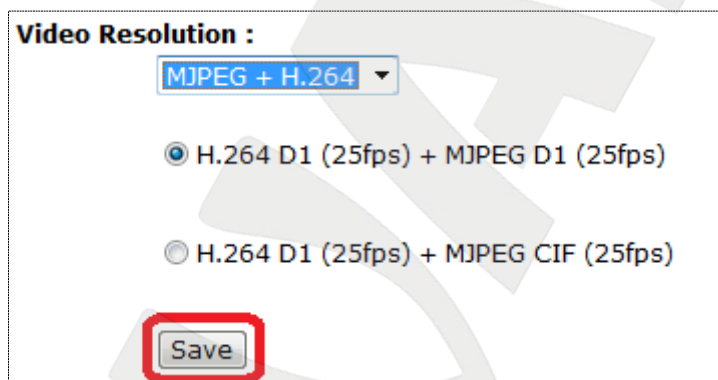 Video Resolution :
MJPEG + H.264
H.264 D1 (25fps) + MJPEG D1 (25fps)
H.264 D1 (25fps) + MJPEG CIF (25fps)
Save